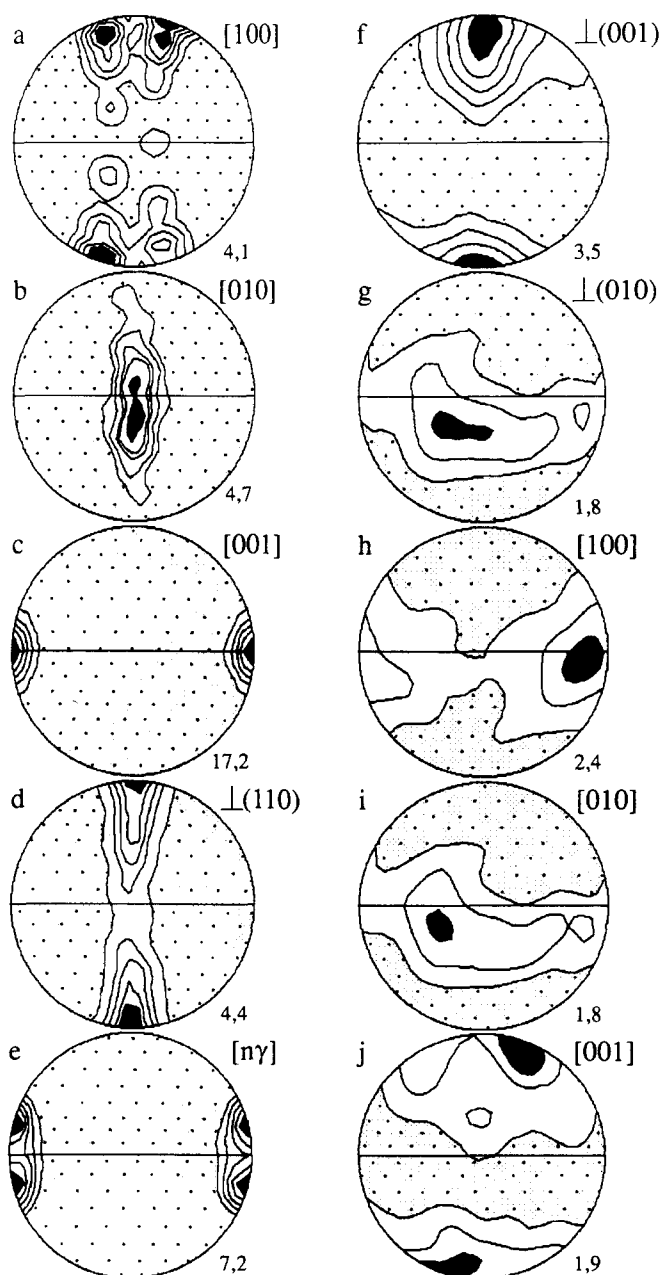 a [100]
4,1
b [010]
4,7
c [001]
17,2
d ⊥(110)
4,4
e [nγ]
7,2
f ⊥(001)
3,5
g ⊥(010)
1,8
h [100]
2,4
i [010]
1,8
j [001]
1,9